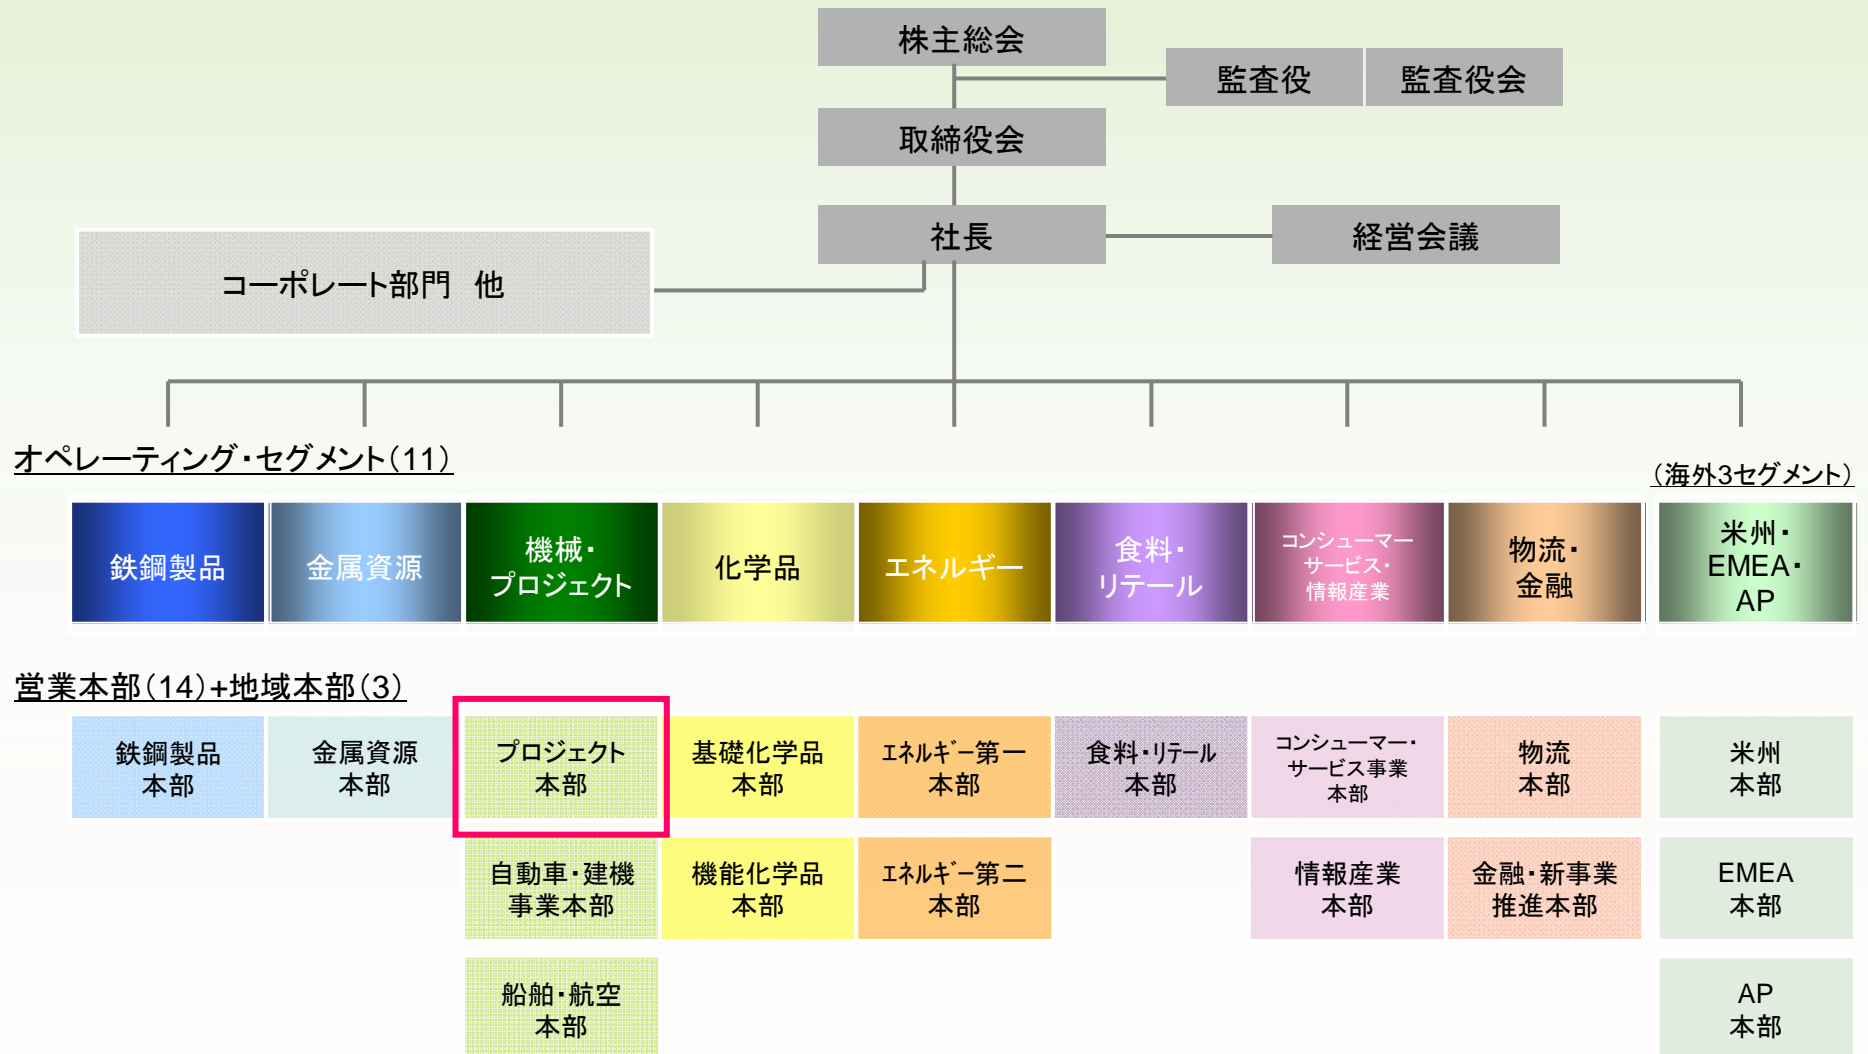 株主総会
監査役
監査役会
取締役会
社長
経営会議
コーポレート部門 他
オペレーティング・セグメント(11)
(海外3セグメント)
鉄鋼製品
金属資源
機械・
プロジェクト
化学品
エネルギー
食料・
リテール
コンシューマー
サービス・
情報産業
物流・
金融
米州・
EMEA・
AP
営業本部(14)+地域本部(3)
鉄鋼製品
本部
金属資源
本部
プロジェクト
本部
基礎化学品
本部
エネルギー第一
本部
食料・リテール
本部
コンシューマー・
サービス事業
本部
物流
本部
米州
本部
自動車・建機
事業本部
機能化学品
本部
エネルギー第二
本部
情報産業
本部
金融・新事業
推進本部
EMEA
本部
船舶・航空
本部
AP
本部